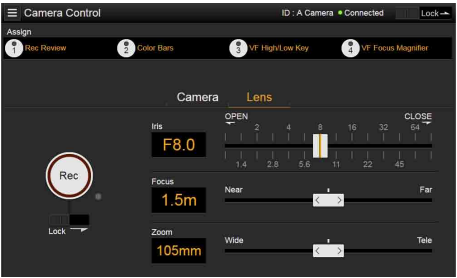 Camera Control
ID : A Camera Connected
Lock
Assign
1 Rec Review
2 Color Bars
3 VF High/Low Key
4 VF Focus Magnifier
Camera Lens
Iris
F8.0
OPEN CLOSE
2 4 8 16 32 64
1.4 2.8 5.6 11 22 45
Rec
Lock
Focus
1.5m
Near Far
Zoom
105mm
Wide Tele